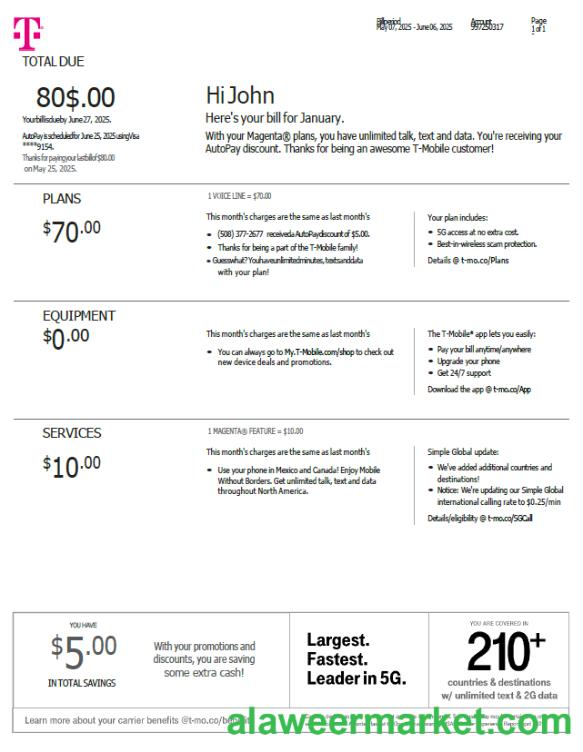 T
Bill period
May 07, 2025 - June 06, 2025
Account
997250317
Page
1 of 1
TOTAL DUE
80$.00
Your bill is due by June 27, 2025.
AutoPay is scheduled for June 25, 2025 using Visa
****9154.
Thanks for paying your last bill of $80.00
on May 25, 2025.
Hi John
Here's your bill for January.
With your Magenta® plans, you have unlimited talk, text and data. You're receiving your
AutoPay discount. Thanks for being an awesome T-Mobile customer!
PLANS
$70.00
1 VOICE LINE = $70.00
This month's charges are the same as last month's
• (508) 377-2677 received a AutoPay discount of $5.00.
• Thanks for being a part of the T-Mobile family!
• Guess what? You have unlimited minutes, texts and data
with your plan!
Your plan includes:
• 5G access at no extra cost.
• Best-in-wireless scam protection.
Details @ t-mo.co/Plans
EQUIPMENT
$0.00
This month's charges are the same as last month's
• You can always go to My.T-Mobile.com/shop to check out
new device deals and promotions.
The T-Mobile* app lets you easily:
• Pay your bill anytime/anywhere
• Upgrade your phone
• Get 24/7 support
Download the app @ t-mo.co/App
SERVICES
$10.00
1 MAGENTA® FEATURE = $10.00
This month's charges are the same as last month's
• Use your phone in Mexico and Canada! Enjoy Mobile
Without Borders. Get unlimited talk, text and data
throughout North America.
Simple Global update:
• We've added additional countries and
destinations!
• Notice: We're updating our Simple Global
international calling rate to $0.25/min
Details/eligibility @ t-mo.co/SGCall
YOU HAVE
$5.00
IN TOTAL SAVINGS
With your promotions and
discounts, you are saving
some extra cash!
Largest.
Fastest.
Leader in 5G.
YOU ARE COVERED IN
210+
countries & destinations
w/ unlimited text & 2G data
Learn more about your carrier benefits @t-mo.co/benefits
alaweermarket.com